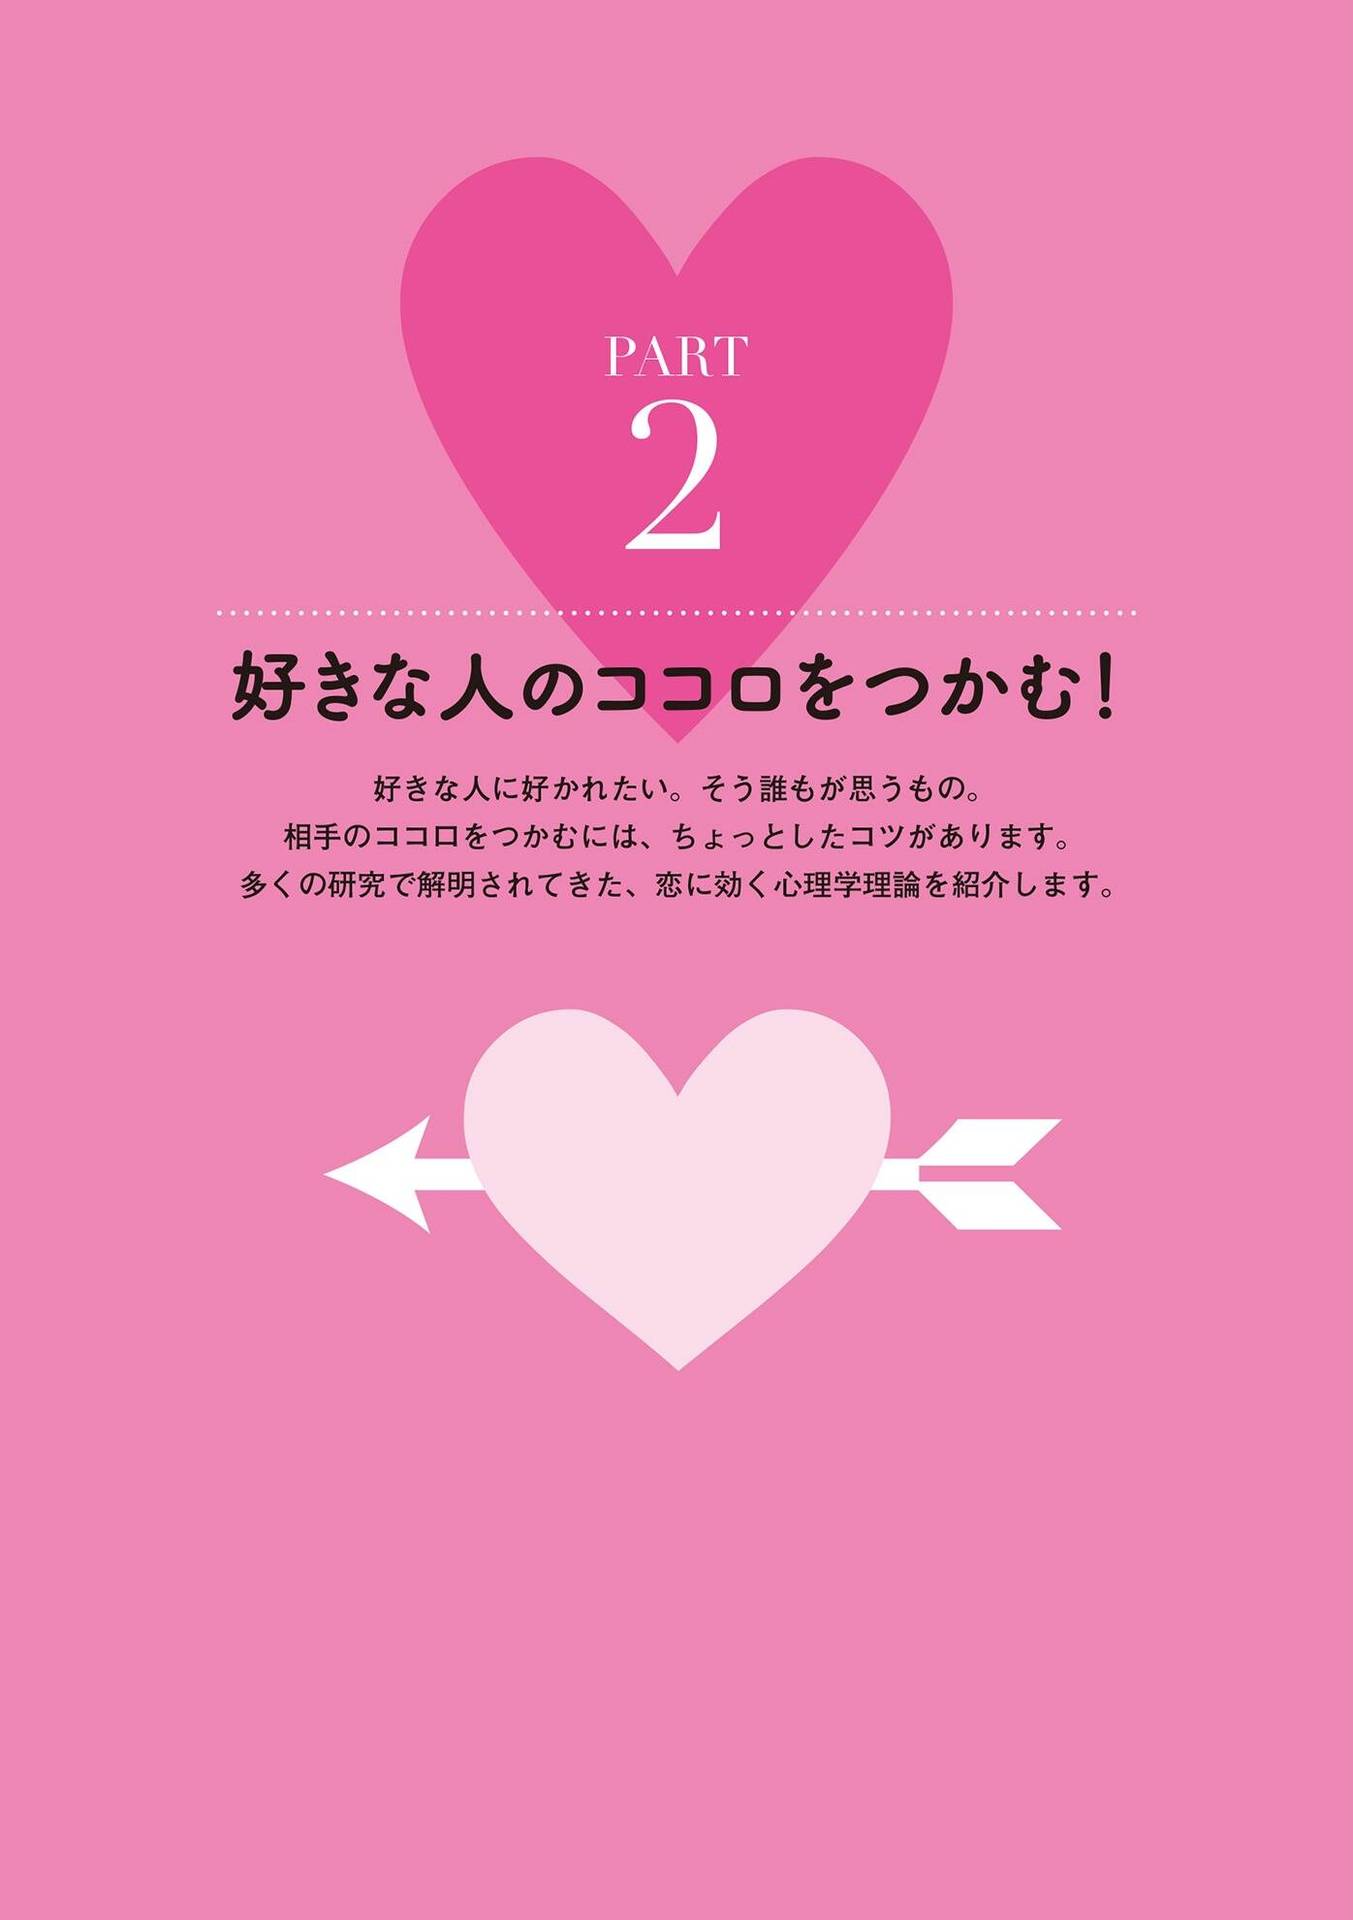 PART
2
好きな人のココロをつかむ！
好きな人に好かれたい。そう誰もが思うもの。
相手のココロをつかむには、ちょっとしたコツがあります。
多くの研究で解明されてきた、恋に効く心理学理論を紹介します。